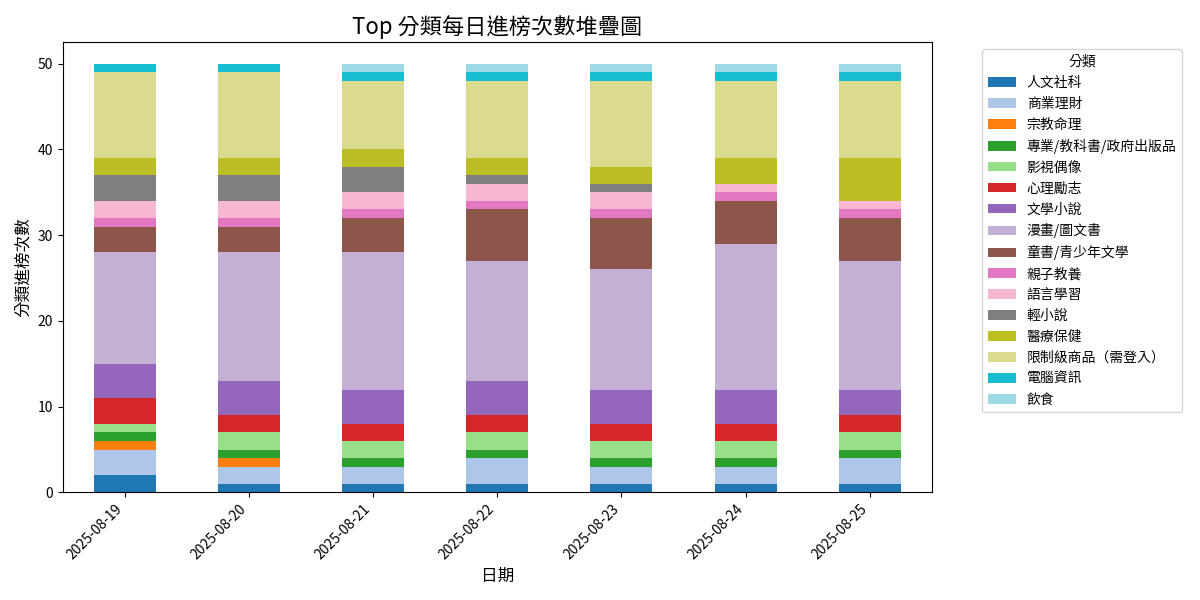 Top 分類每日進榜次數堆疊圖
分類進榜次數
50
40
30
20
10
0
2025-08-19
2025-08-20
2025-08-21
2025-08-22
2025-08-23
2025-08-24
2025-08-25
日期
分類
人文社科
商業理財
宗教命理
專業/教科書/政府出版品
影視偶像
心理勵志
文學小說
漫畫/圖文書
童書/青少年文學
親子教養
語言學習
輕小說
醫療保健
限制級商品（需登入）
電腦資訊
飲食